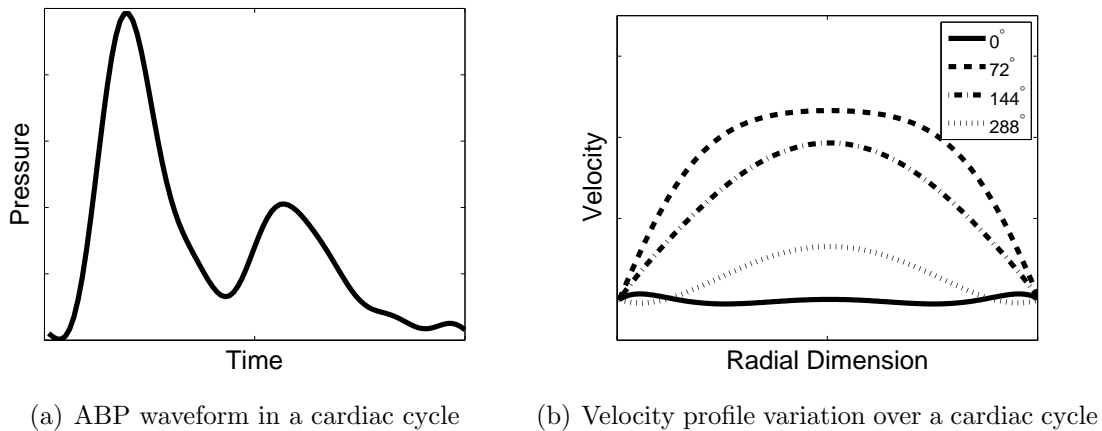 Pressure
Time
(a) ABP waveform in a cardiac cycle
Velocity
0°
72°
144°
288°
Radial Dimension
(b) Velocity profile variation over a cardiac cycle